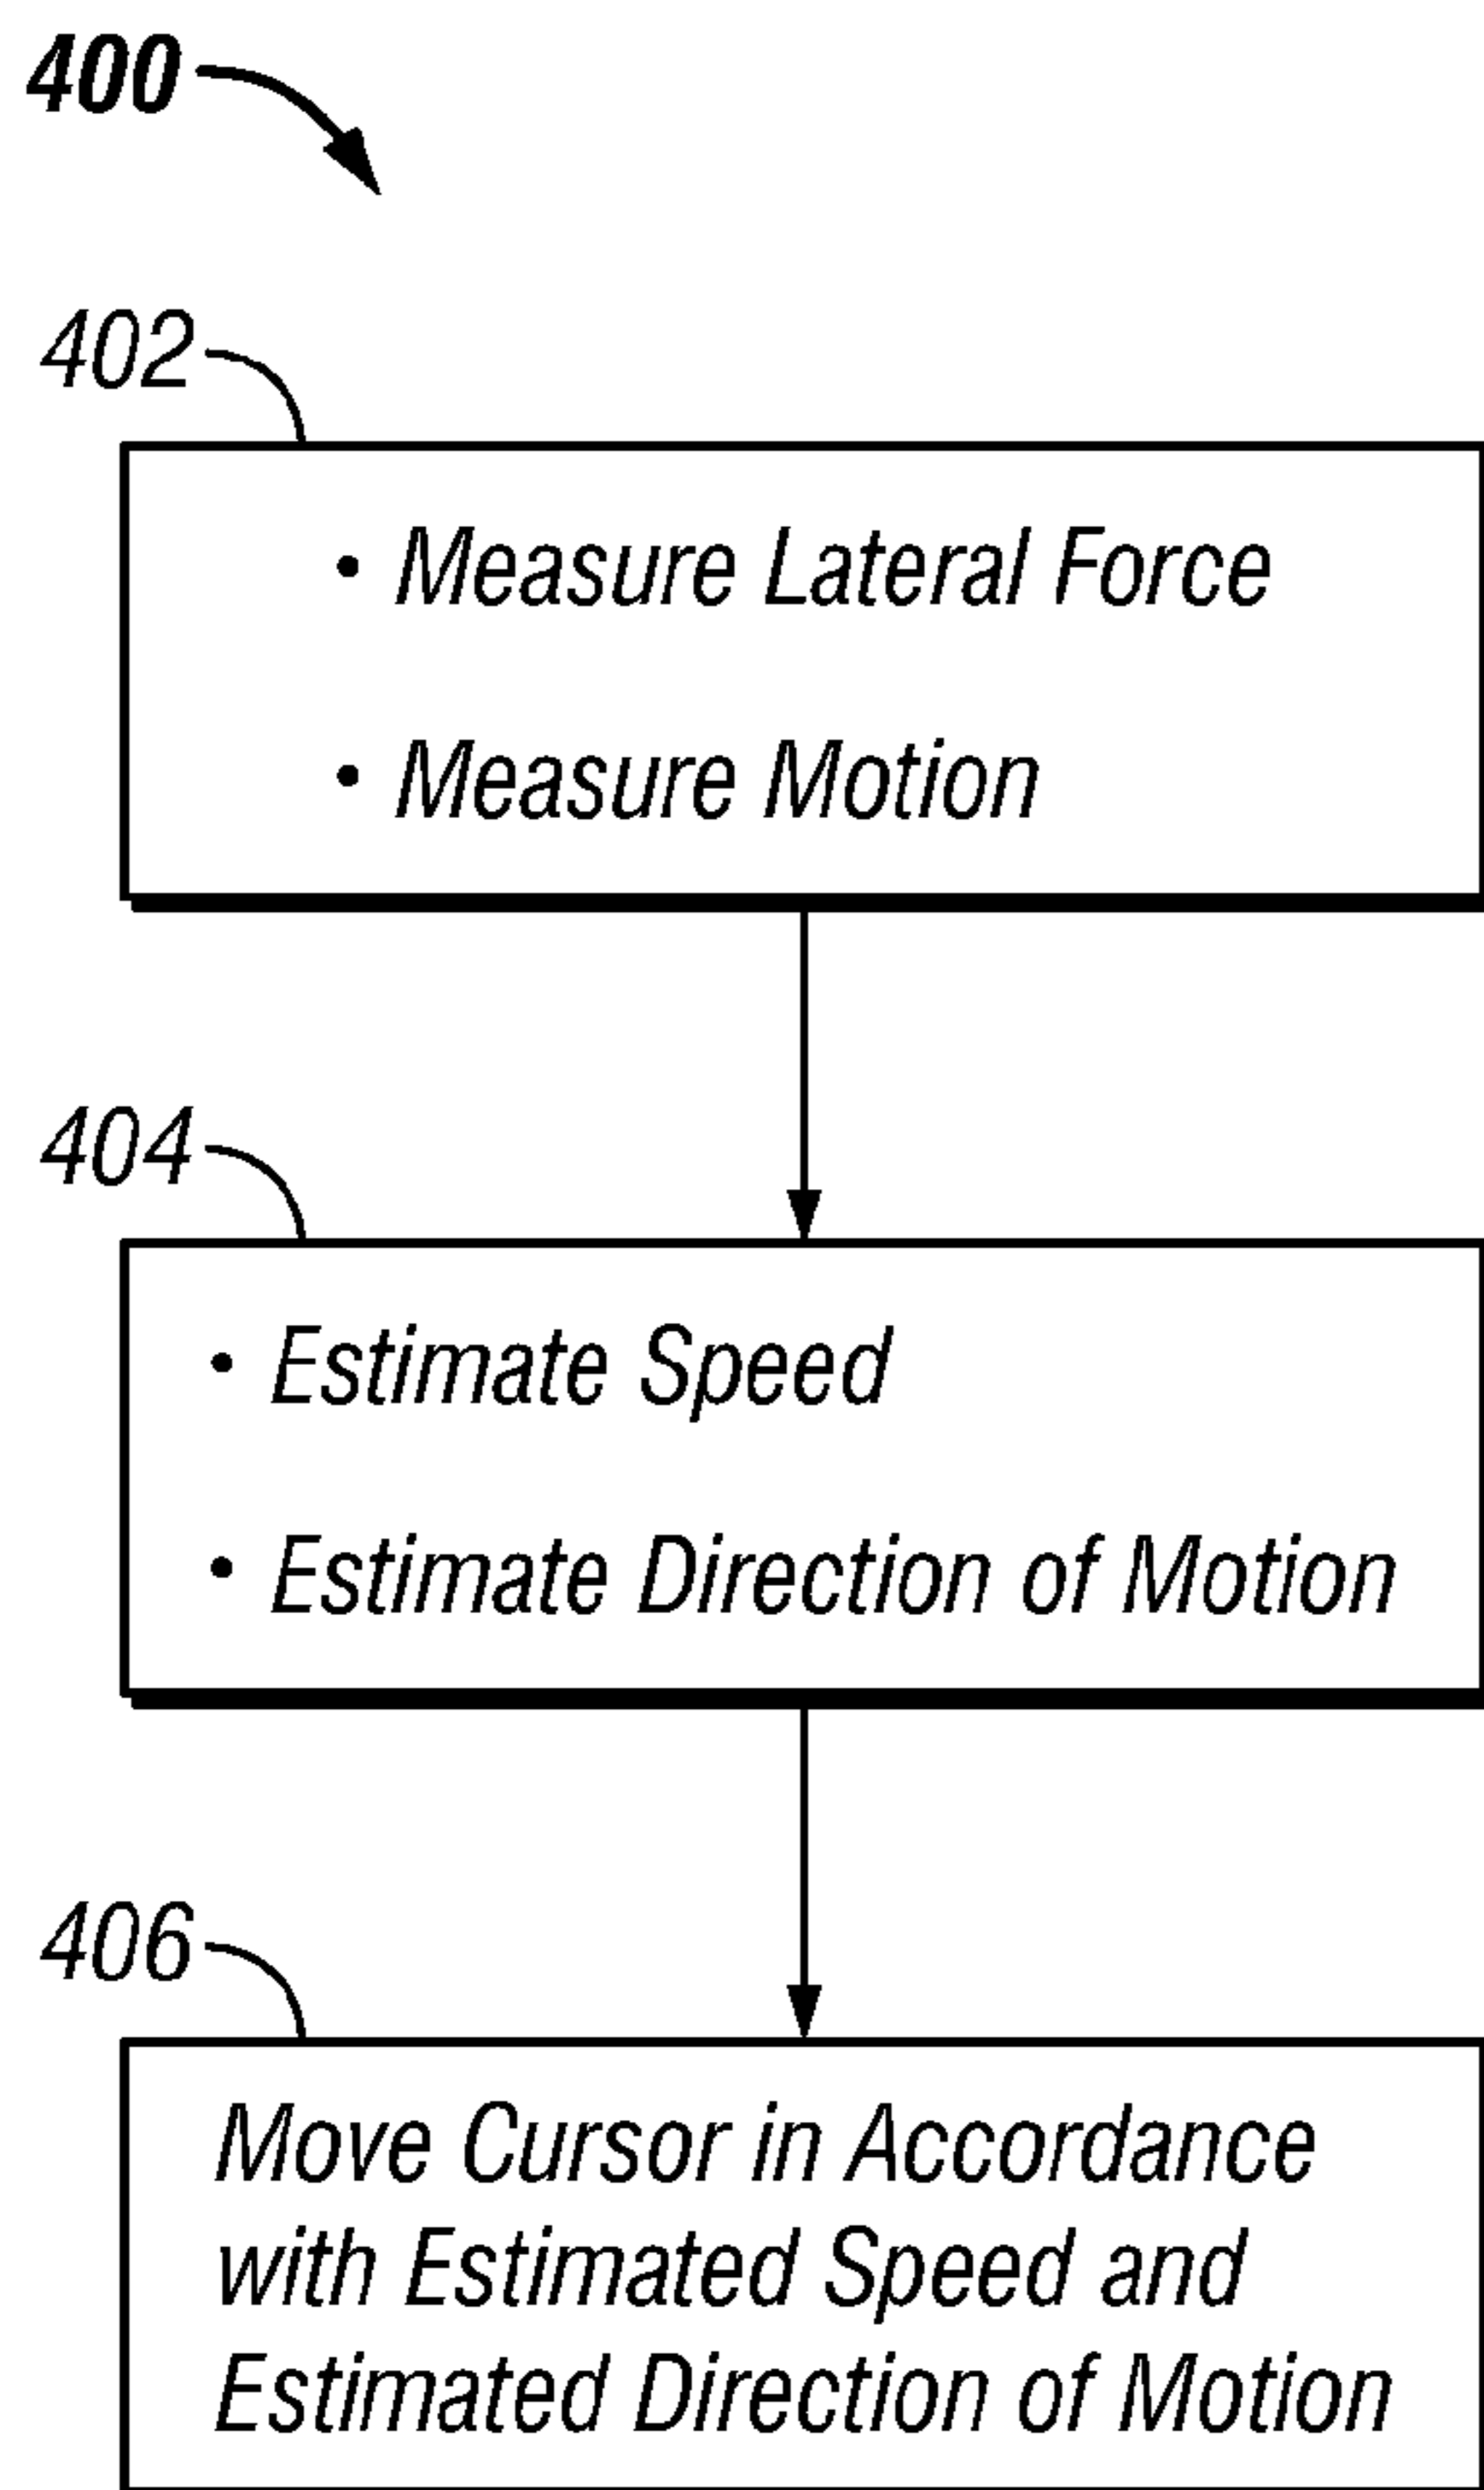 400
402
• Measure Lateral Force
• Measure Motion
404
• Estimate Speed
• Estimate Direction of Motion
406
Move Cursor in Accordance
with Estimated Speed and
Estimated Direction of Motion